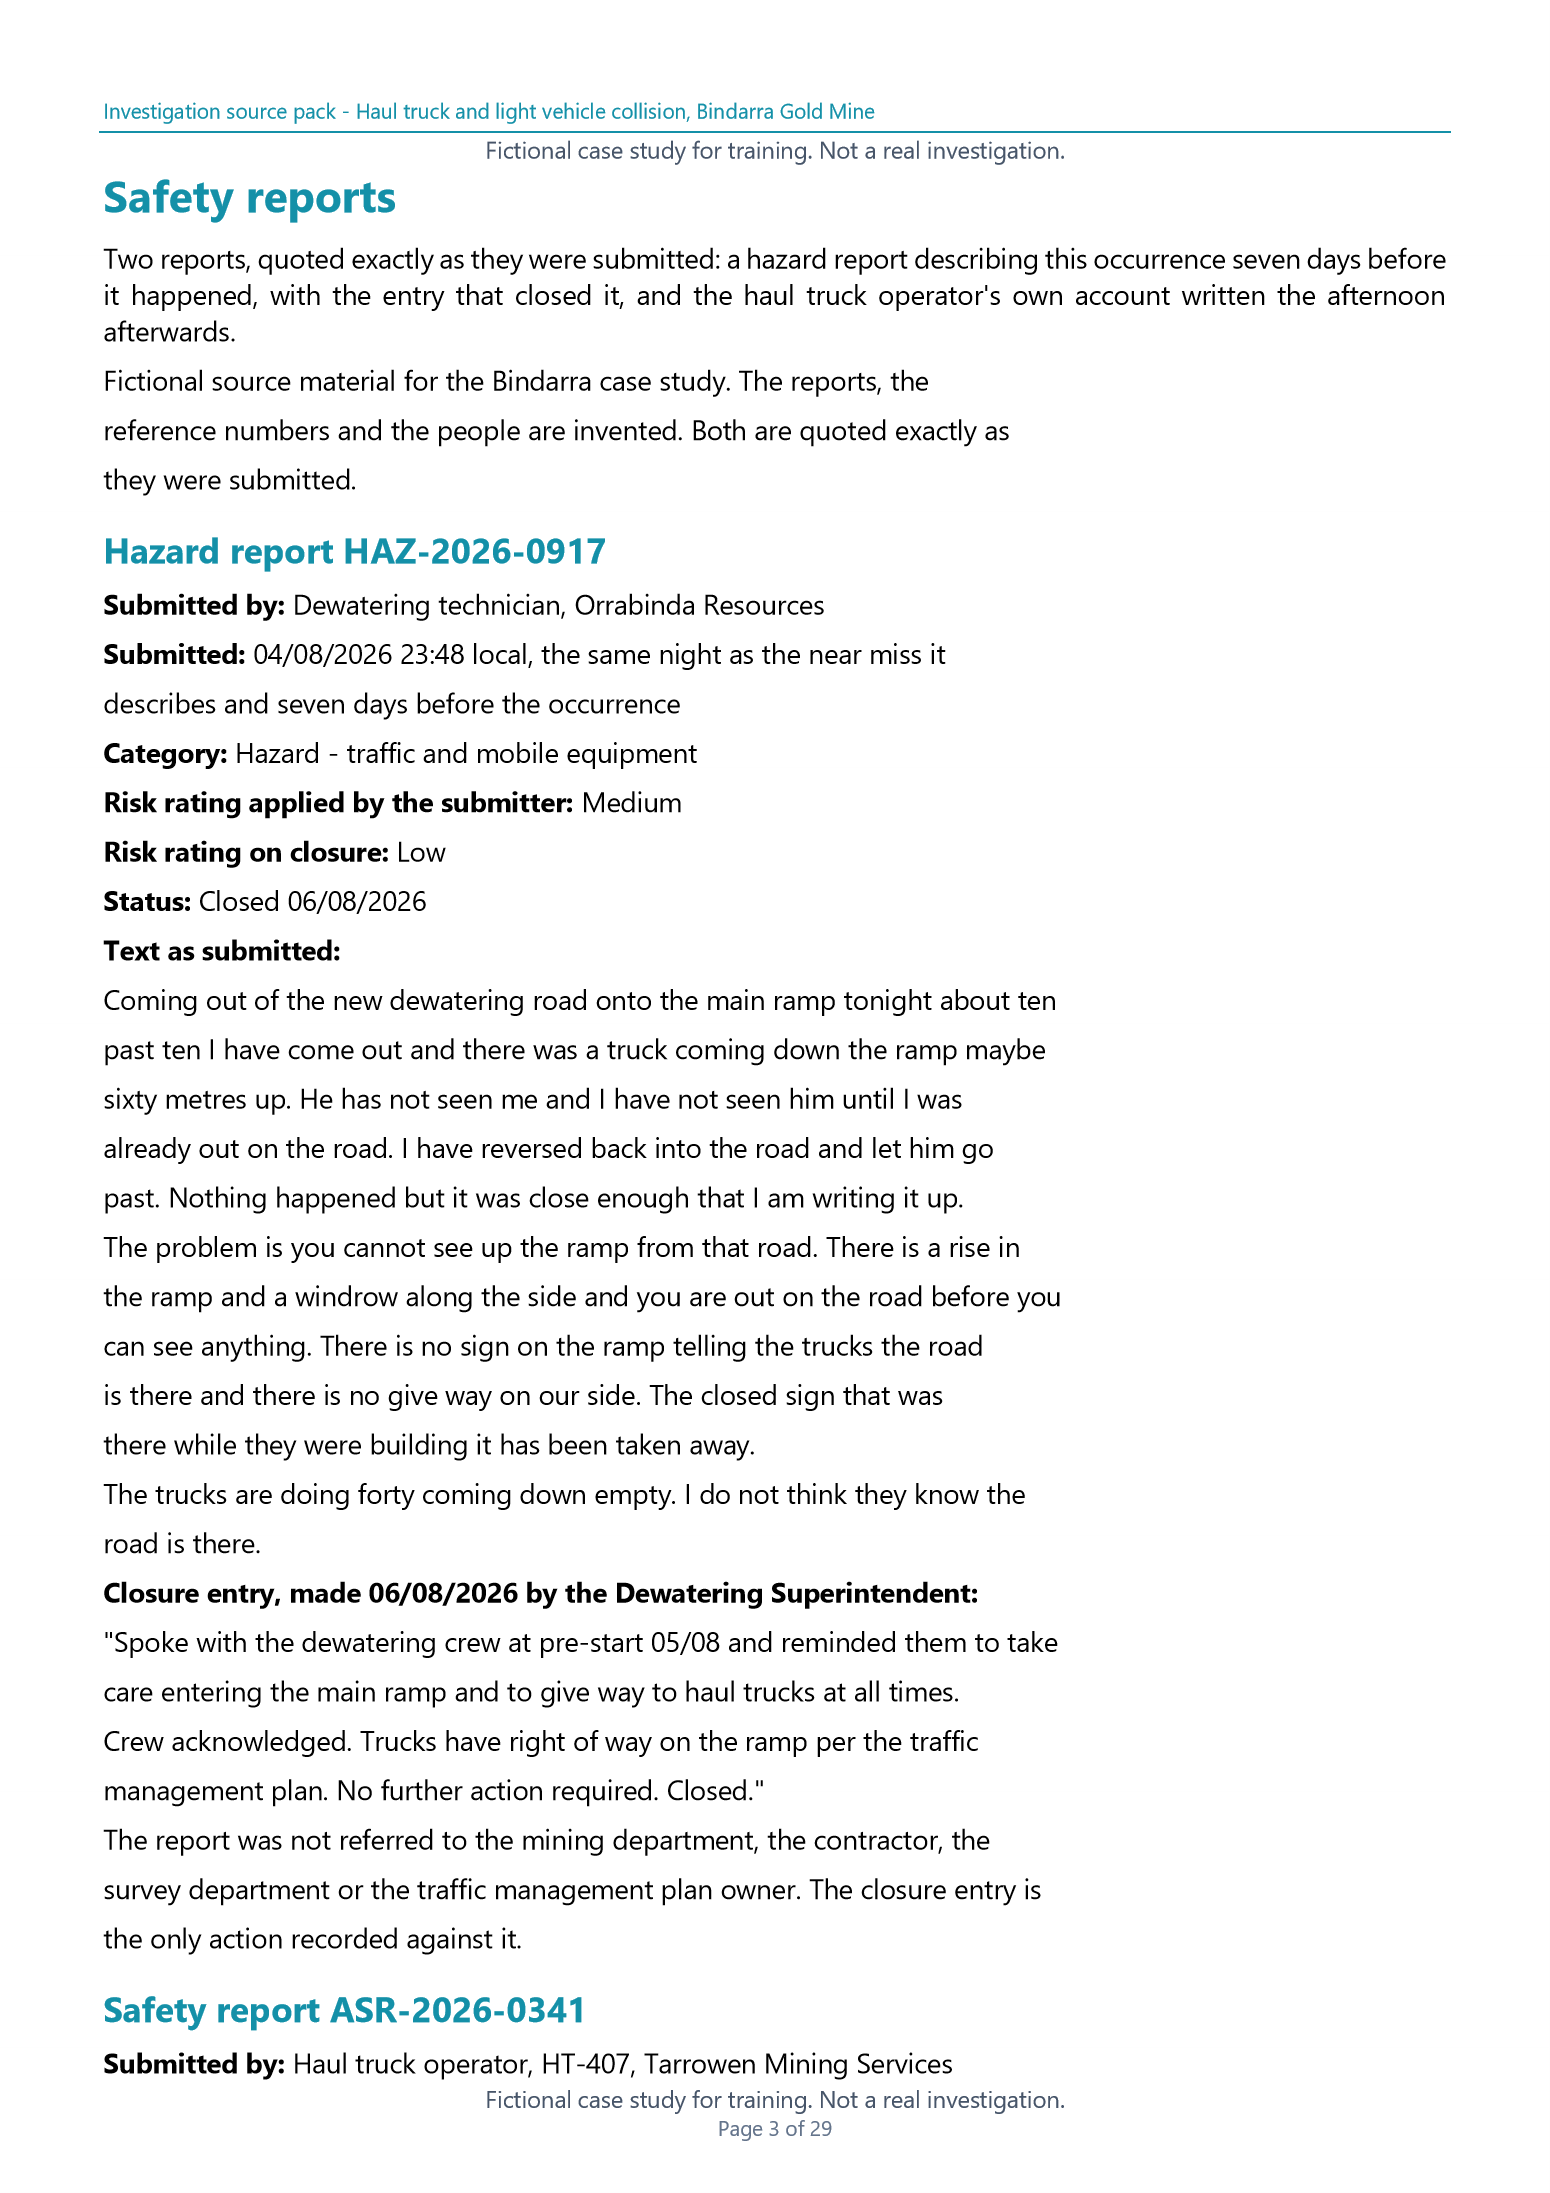 Investigation source pack - Haul truck and light vehicle collision, Bindarra Gold Mine
Fictional case study for training. Not a real investigation.
Safety reports
Two reports, quoted exactly as they were submitted: a hazard report describing this occurrence seven days before
it happened, with the entry that closed it, and the haul truck operator's own account written the afternoon
afterwards.
Fictional source material for the Bindarra case study. The reports, the
reference numbers and the people are invented. Both are quoted exactly as
they were submitted.
Hazard report HAZ-2026-0917
Submitted by: Dewatering technician, Orrabinda Resources
Submitted: 04/08/2026 23:48 local, the same night as the near miss it
describes and seven days before the occurrence
Category: Hazard - traffic and mobile equipment
Risk rating applied by the submitter: Medium
Risk rating on closure: Low
Status: Closed 06/08/2026
Text as submitted:
Coming out of the new dewatering road onto the main ramp tonight about ten
past ten I have come out and there was a truck coming down the ramp maybe
sixty metres up. He has not seen me and I have not seen him until I was
already out on the road. I have reversed back into the road and let him go
past. Nothing happened but it was close enough that I am writing it up.
The problem is you cannot see up the ramp from that road. There is a rise in
the ramp and a windrow along the side and you are out on the road before you
can see anything. There is no sign on the ramp telling the trucks the road
is there and there is no give way on our side. The closed sign that was
there while they were building it has been taken away.
The trucks are doing forty coming down empty. I do not think they know the
road is there.
Closure entry, made 06/08/2026 by the Dewatering Superintendent:
"Spoke with the dewatering crew at pre-start 05/08 and reminded them to take
care entering the main ramp and to give way to haul trucks at all times.
Crew acknowledged. Trucks have right of way on the ramp per the traffic
management plan. No further action required. Closed."
The report was not referred to the mining department, the contractor, the
survey department or the traffic management plan owner. The closure entry is
the only action recorded against it.
Safety report ASR-2026-0341
Submitted by: Haul truck operator, HT-407, Tarrowen Mining Services
Fictional case study for training. Not a real investigation.
Page 3 of 29